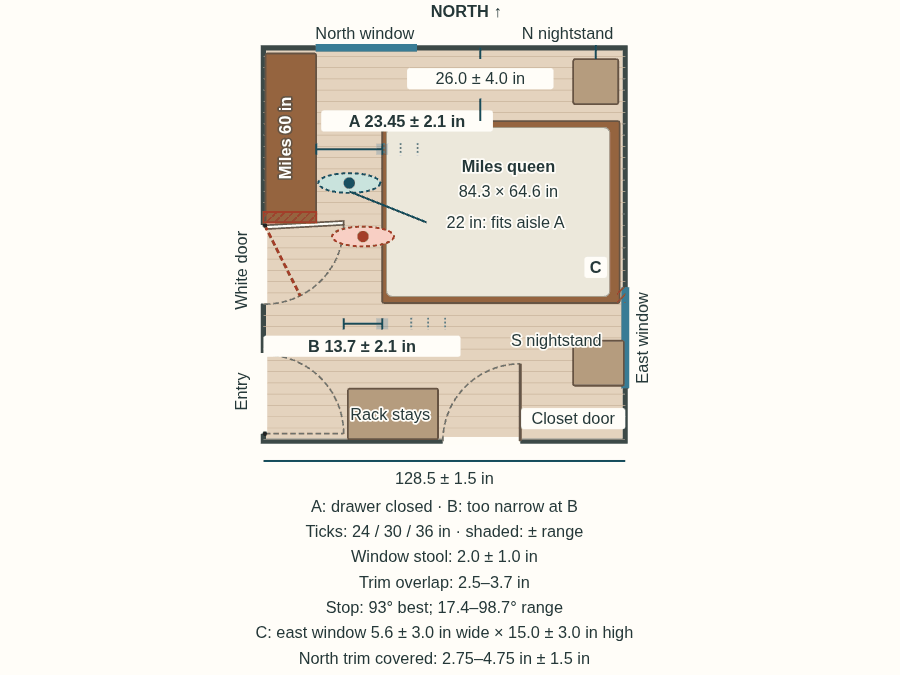 NORTH ↑
North window
N nightstand
26.0 ± 4.0 in
A 23.45 ± 2.1 in
Miles 60 in
Miles queen
84.3 × 64.6 in
22 in: fits aisle A
C
White door
East window
S nightstand
B 13.7 ± 2.1 in
Entry
Rack stays
Closet door
128.5 ± 1.5 in
A: drawer closed · B: too narrow at B
Ticks: 24 / 30 / 36 in · shaded: ± range
Window stool: 2.0 ± 1.0 in
Trim overlap: 2.5–3.7 in
Stop: 93° best; 17.4–98.7° range
C: east window 5.6 ± 3.0 in wide × 15.0 ± 3.0 in high
North trim covered: 2.75–4.75 in ± 1.5 in